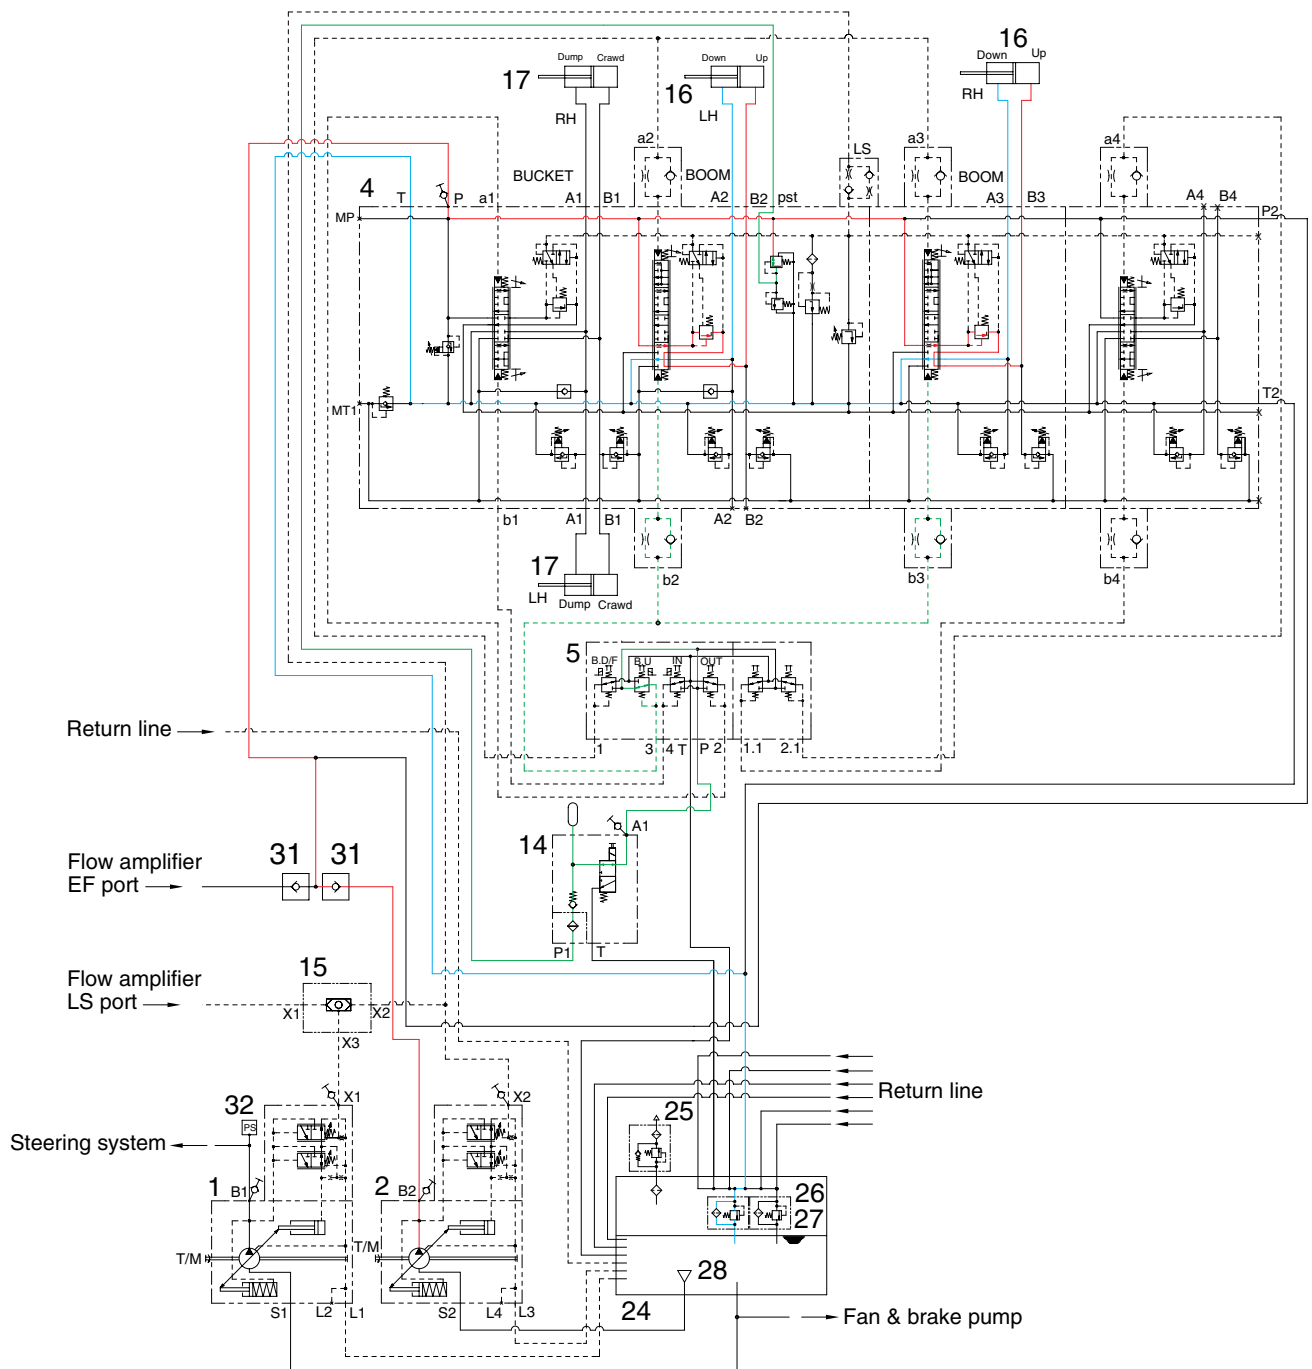 16
Dump Crawd
Down Up
Down Up
17
16
RH
LH
RH
a2
a3
a4
LS
BUCKET
BOOM
BOOM
4
T P a1 A1 B1 A2 B2 pst A3 B3 A4 B4
MP
P2
MT1
T2
b1 A1 B1 A2 B2
b2
b3
b4
17
LH
Dump Crawd
5
B.D/F B.U IN OUT
1 3 4 T P 2 1.1 2.1
Return line
14
A1
Flow amplifier
EF port
31 31
P1 T
Flow amplifier
LS port
15
X1 X2
X3
Return line
32
PS
X1
X2
25
Steering system
1
B1
2
B2
26
27
T/M
T/M
28
S1 L2 L1
S2 L4 L3
24
Fan & brake pump